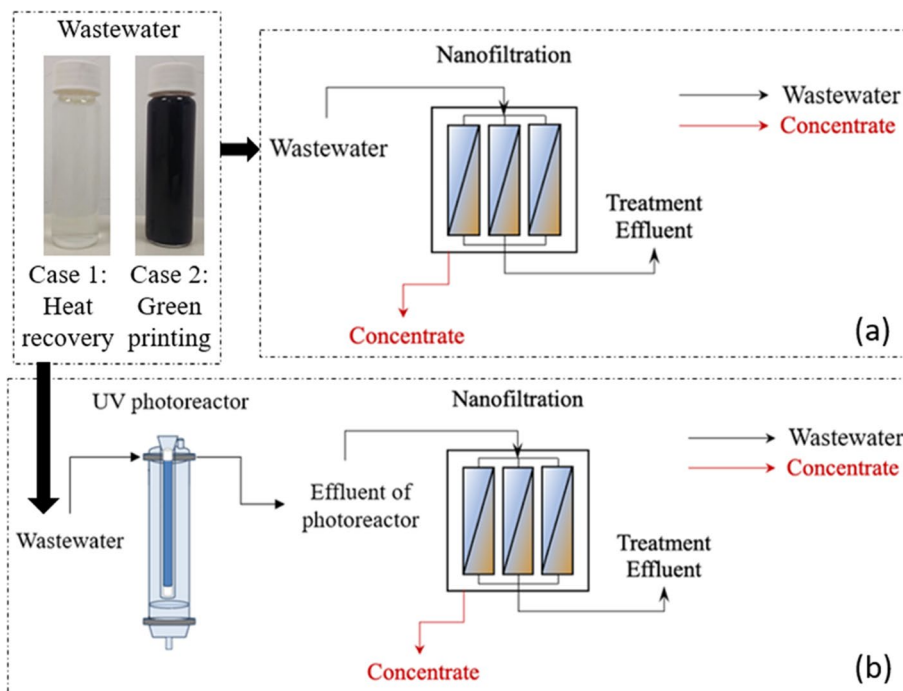 Wastewater
Case 1:
Heat
recovery
Case 2:
Green
printing
Nanofiltration
Wastewater
Wastewater
Concentrate
Treatment
Effluent
Concentrate
(a)
UV photoreactor
Nanofiltration
Wastewater
Concentrate
Wastewater
Effluent of
photoreactor
Treatment
Effluent
Concentrate
(b)